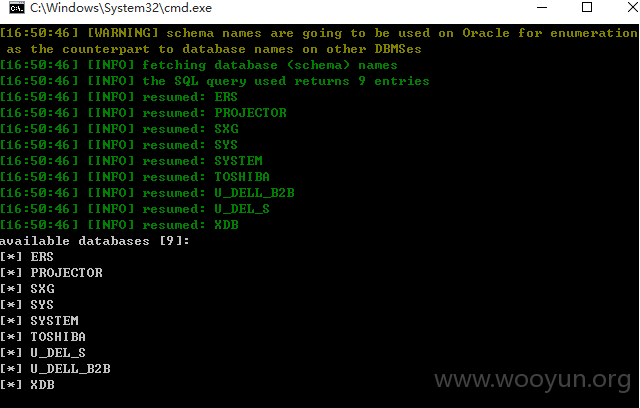 C:\Windows\System32\cmd.exe
[16:50:46] [WARNING] schema names are going to be used on Oracle for enumeration
as the counterpart to database names on other DBMSes
[16:50:46] [INFO] fetching database (schema) names
[16:50:46] [INFO] the SQL query used returns 9 entries
[16:50:46] [INFO] resumed: ERS
[16:50:46] [INFO] resumed: PROJECTOR
[16:50:46] [INFO] resumed: SXG
[16:50:46] [INFO] resumed: SYS
[16:50:46] [INFO] resumed: SYSTEM
[16:50:46] [INFO] resumed: TOSHIBA
[16:50:46] [INFO] resumed: U_DELL_B2B
[16:50:46] [INFO] resumed: U_DEL_S
[16:50:46] [INFO] resumed: XDB
available databases [9]:
[*] ERS
[*] PROJECTOR
[*] SXG
[*] SYS
[*] SYSTEM
[*] TOSHIBA
[*] U_DEL_S
[*] U_DELL_B2B
[*] XDB
www.wooyun.org